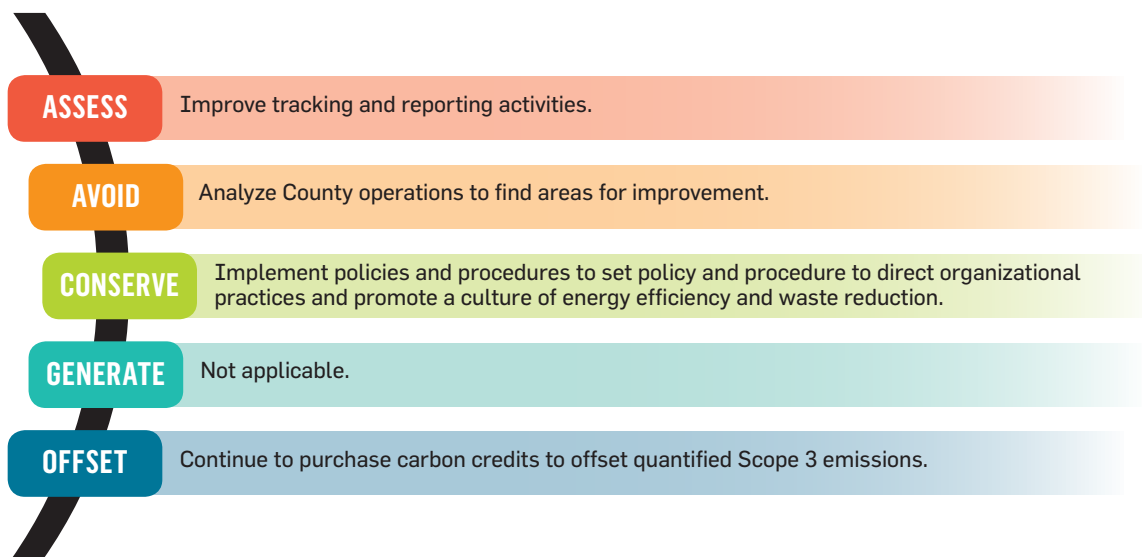 ASSESS
Improve tracking and reporting activities.
AVOID
Analyze County operations to find areas for improvement.
CONSERVE
Implement policies and procedures to set policy and procedure to direct organizational
practices and promote a culture of energy efficiency and waste reduction.
GENERATE
Not applicable.
OFFSET
Continue to purchase carbon credits to offset quantified Scope 3 emissions.